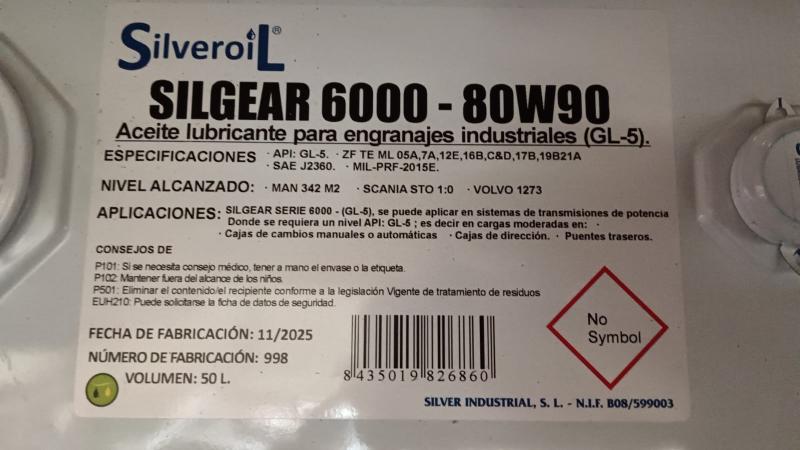 SilveroiL®
SILGEAR 6000 - 80W90
Aceite lubricante para engranajes industriales (GL-5).
ESPECIFICACIONES · API: GL-5. · ZF TE ML 05A,7A,12E,16B,C&D,17B,19B21A
· SAE J2360. · MIL-PRF-2015E.
NIVEL ALCANZADO: · MAN 342 M2 · SCANIA STO 1:0 · VOLVO 1273
APLICACIONES: SILGEAR SERIE 6000 - (GL-5), se puede aplicar en sistemas de transmisiones de potencia
Donde se requiera un nivel API: GL-5 ; es decir en cargas moderadas en: ·
· Cajas de cambios manuales o automáticas · Cajas de dirección. · Puentes traseros.
CONSEJOS DE
P101: Si se necesita consejo médico, tener a mano el envase o la etiqueta.
P102: Mantener fuera del alcance de los niños.
P501: Eliminar el contenido/el recipiente conforme a la legislación Vigente de tratamiento de residuos
EUH210: Puede solicitarse la ficha de datos de seguridad.
FECHA DE FABRICACIÓN: 11/2025
NÚMERO DE FABRICACIÓN: 998
VOLUMEN: 50 L.
8 435019 826860
No
Symbol
SILVER INDUSTRIAL, S. L. - N.I.F. B08/599003